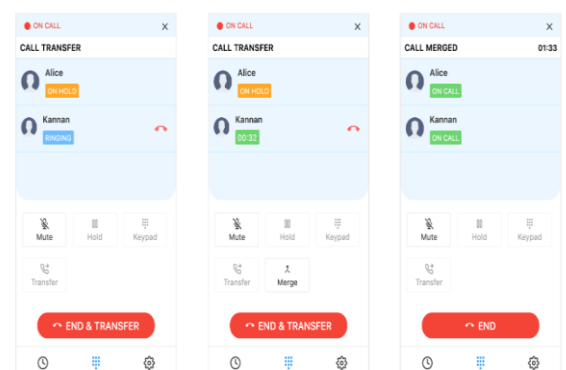 ON CALL X
CALL TRANSFER
Alice
ON HOLD
Kannan
RINGING
Mute Hold Keypad
Transfer
END & TRANSFER
ON CALL X
CALL TRANSFER
Alice
ON HOLD
Kannan
00:32
Mute Hold Keypad
Transfer Merge
END & TRANSFER
ON CALL X
CALL MERGED 01:33
Alice
ON CALL
Kannan
ON CALL
Mute Hold Keypad
Transfer
END